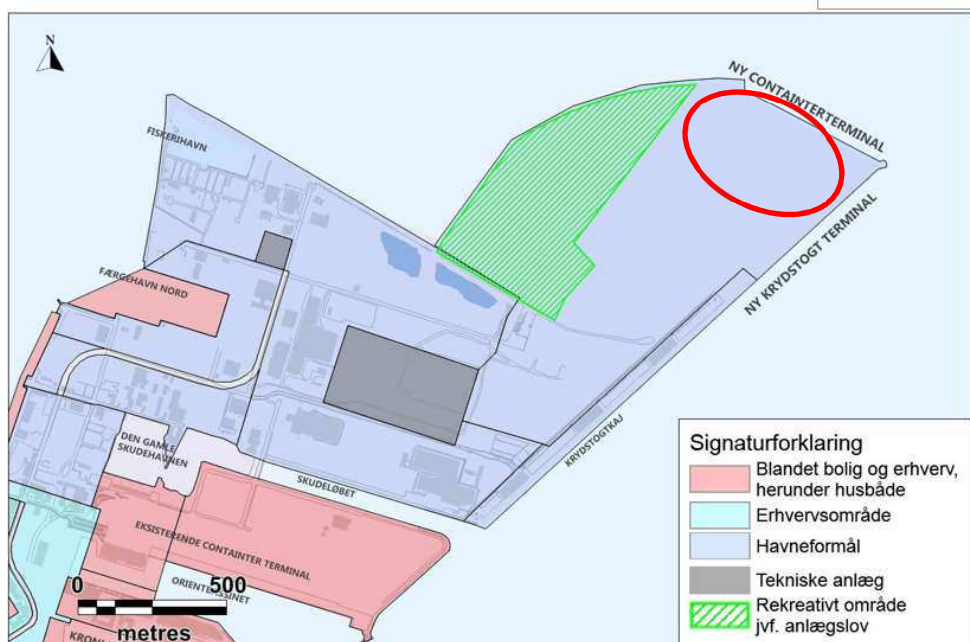 N
NY CONTAINTERTERMINAL
FISKERIHAVN
NY KRYDSTOGT TERMINAL
FÆRGEHAVN NORD
DEN GAMLE
SKUDEHAVNEN
KRYDSTOGTKAJ
SKUDELØBET
EKSISTERENDE CONTAINTER TERMINAL
0 500
metres
Signaturforklaring
Blandet bolig og erhverv,
herunder husbåde
Erhvervsområde
Havneformål
Tekniske anlæg
Rekreativt område
jvf. anlægslov